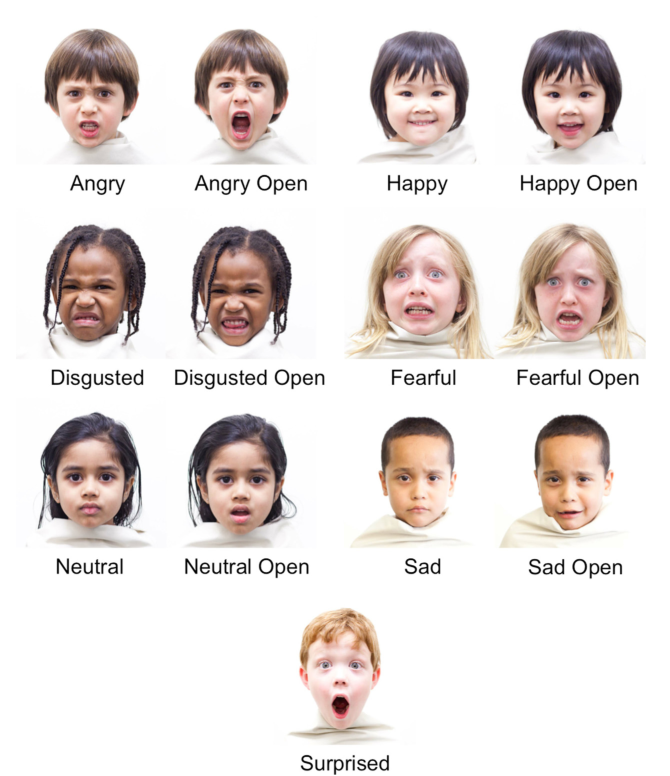 Angry Angry Open Happy Happy Open
Disgusted Disgusted Open Fearful Fearful Open
Neutral Neutral Open Sad Sad Open
Surprised